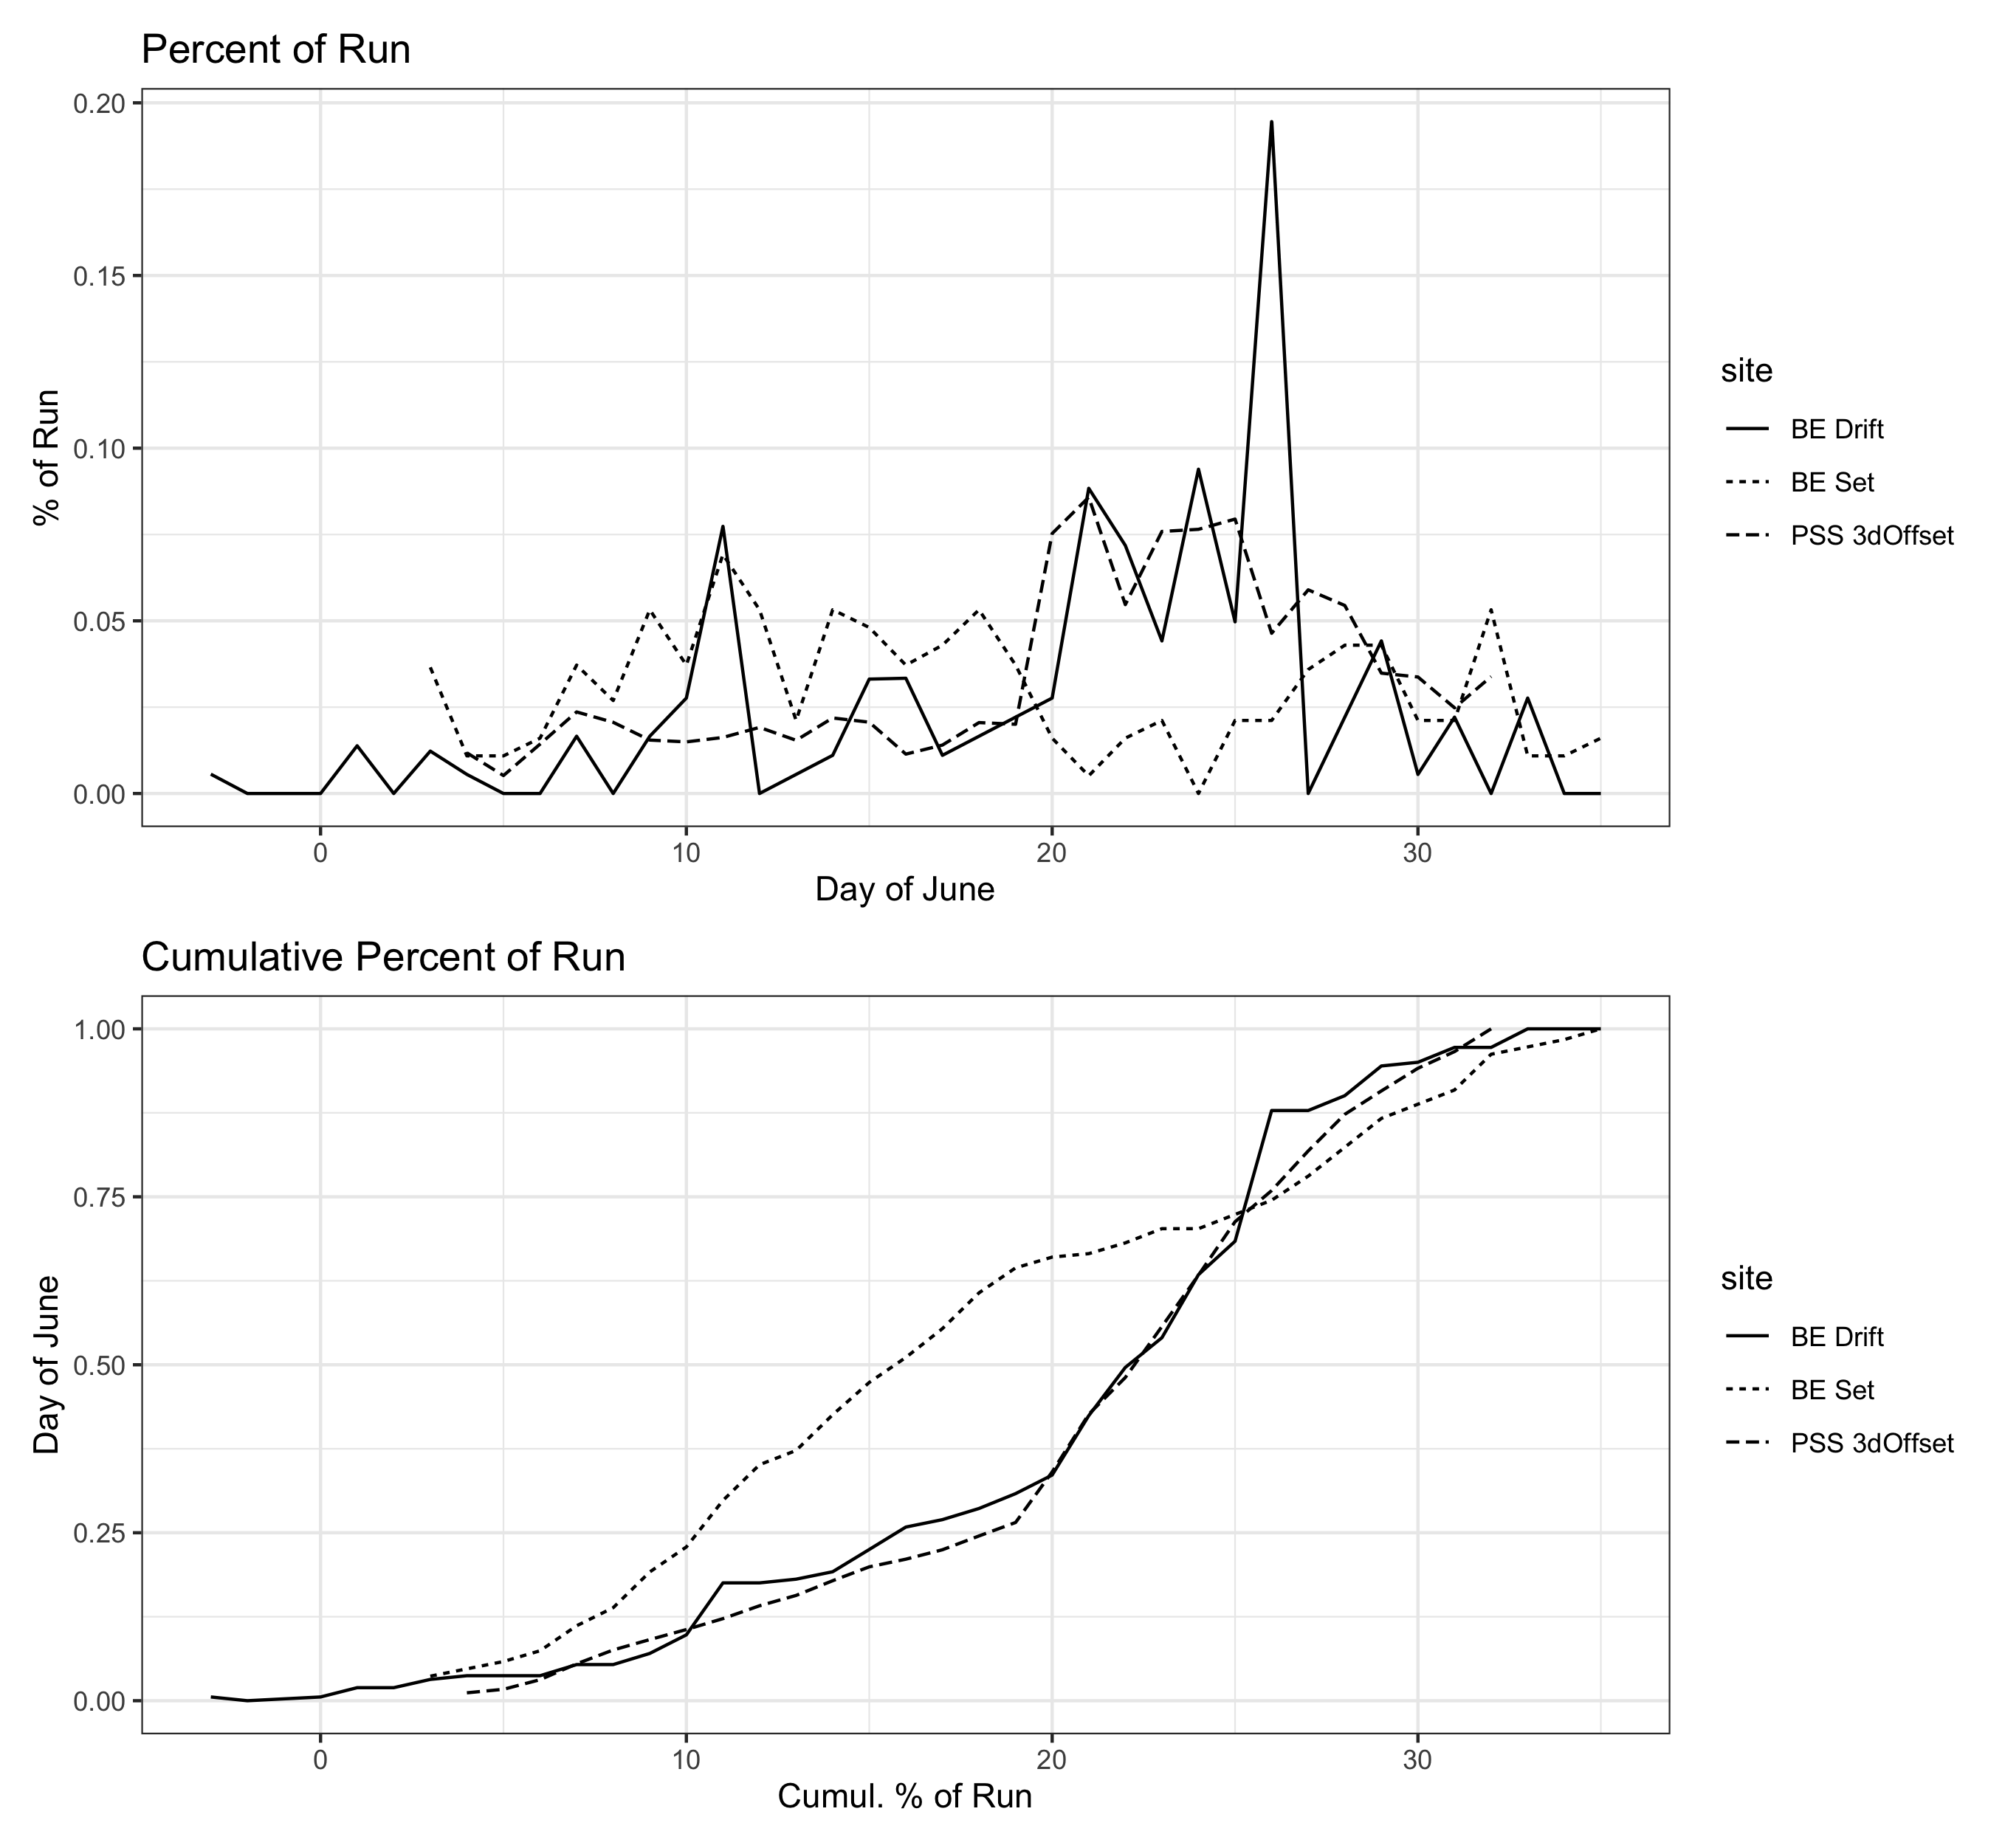 Percent of Run
0.20
0.15
0.10
0.05
0.00
% of Run
0 10 20 30
Day of June
site
BE Drift
BE Set
PSS 3dOffset
Cumulative Percent of Run
1.00
0.75
0.50
0.25
0.00
Day of June
0 10 20 30
Cumul. % of Run
site
BE Drift
BE Set
PSS 3dOffset